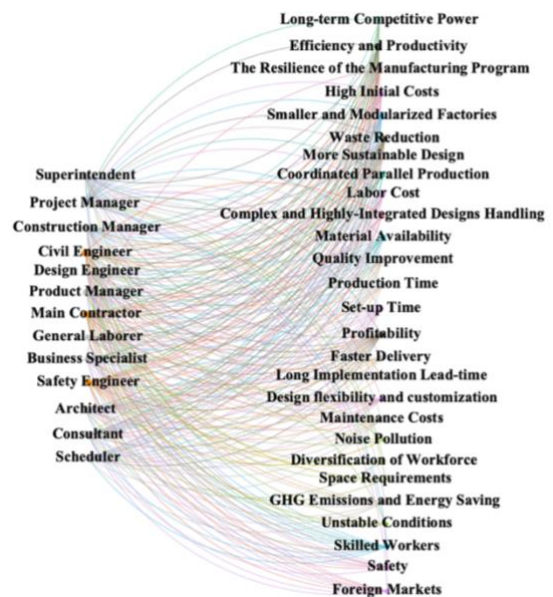 Superintendent
Project Manager
Construction Manager
Civil Engineer
Design Engineer
Product Manager
Main Contractor
General Laborer
Business Specialist
Safety Engineer
Architect
Consultant
Scheduler
Long-term Competitive Power
Efficiency and Productivity
The Resilience of the Manufacturing Program
High Initial Costs
Smaller and Modularized Factories
Waste Reduction
More Sustainable Design
Coordinated Parallel Production
Labor Cost
Complex and Highly-Integrated Designs Handling
Material Availability
Quality Improvement
Production Time
Set-up Time
Profitability
Faster Delivery
Long Implementation Lead-time
Design flexibility and customization
Maintenance Costs
Noise Pollution
Diversification of Workforce
Space Requirements
GHG Emissions and Energy Saving
Unstable Conditions
Skilled Workers
Safety
Foreign Markets